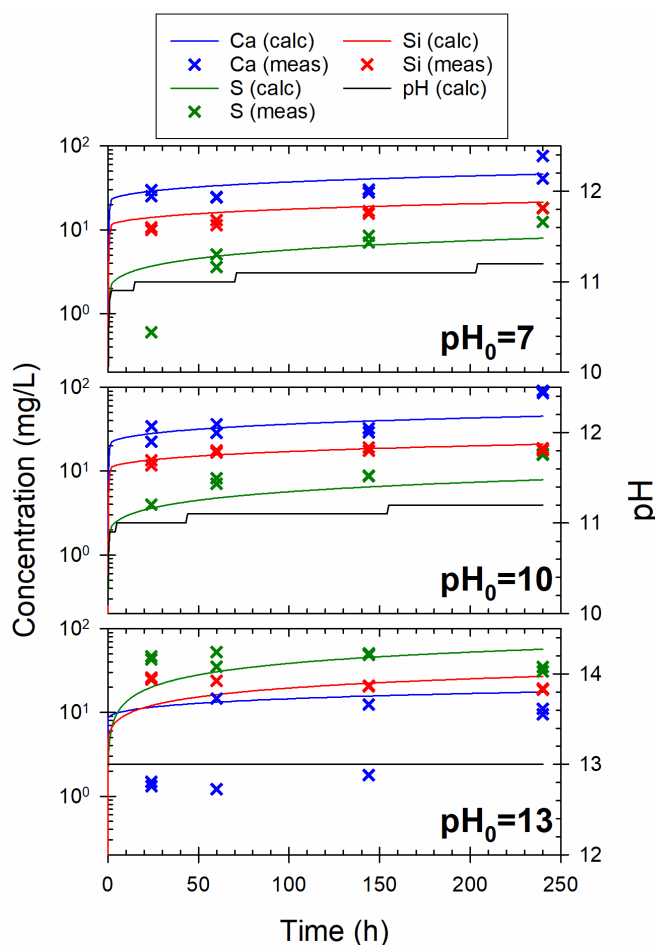 Ca (calc) Si (calc)
Ca (meas) Si (meas)
S (calc) pH (calc)
S (meas)
10² 12
10¹ 11
10⁰ 10
pH₀=7
10² 12
10¹ 11
10⁰ 10
pH₀=10
10² 14
10¹ 13
10⁰ 12
pH₀=13
0 50 100 150 200 250
Time (h)
Concentration (mg/L)
pH